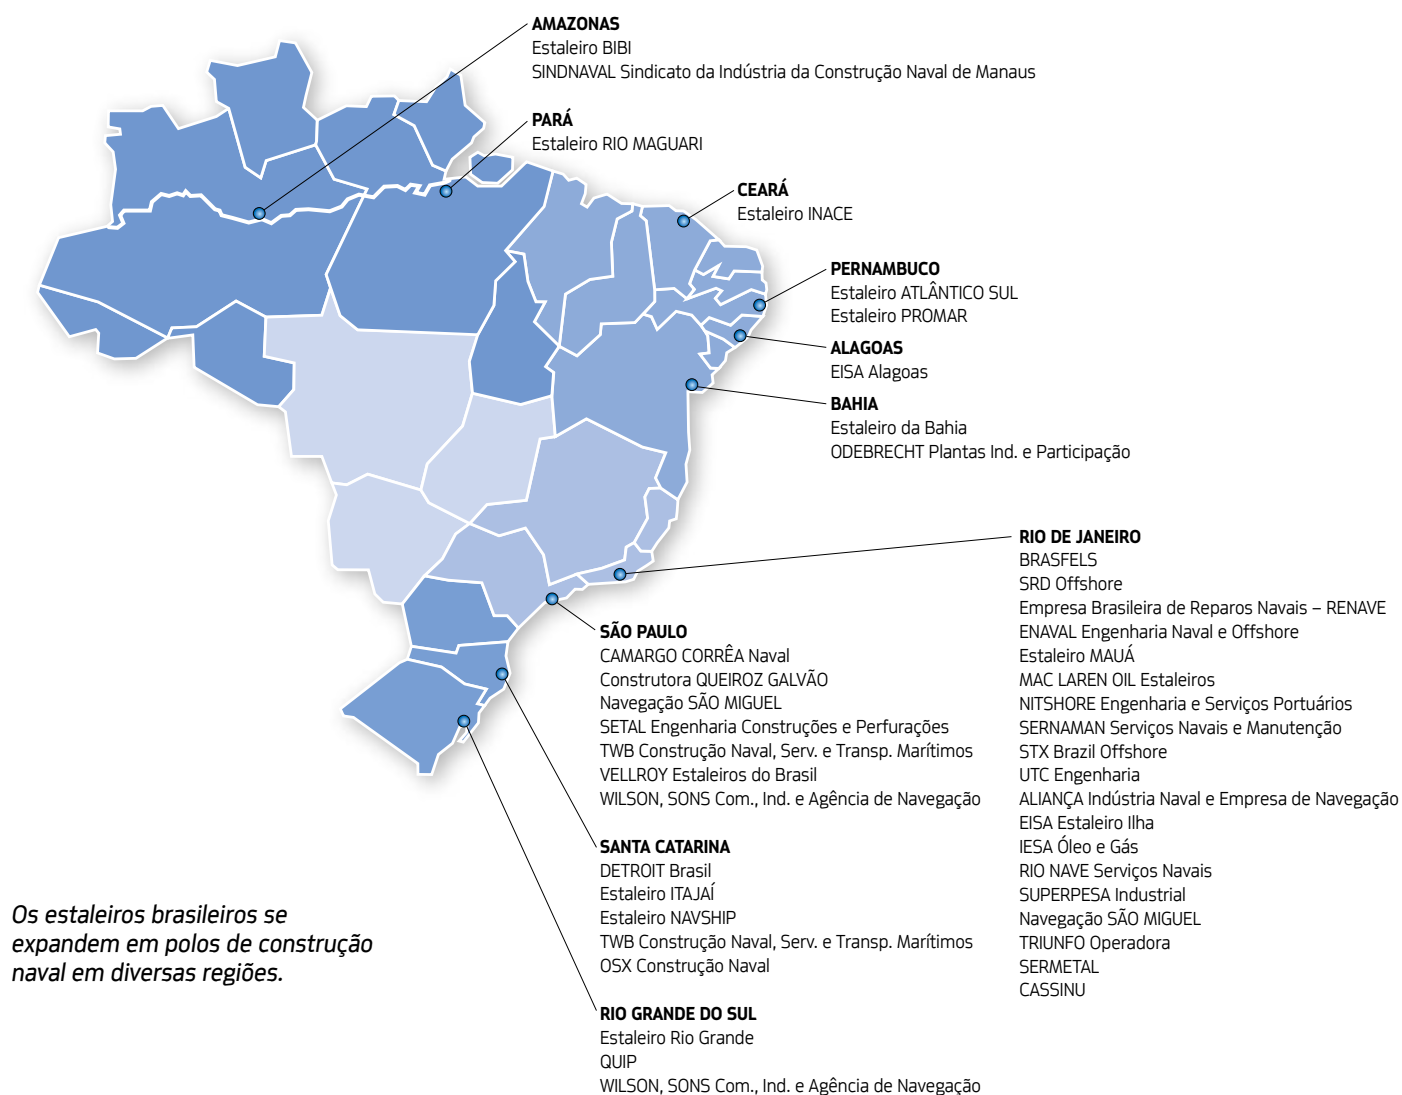 AMAZONAS
Estaleiro BIBI
SINDNAVAL Sindicato da Indústria da Construção Naval de Manaus
PARÁ
Estaleiro RIO MAGUARI
CEARÁ
Estaleiro INACE
PERNAMBUCO
Estaleiro ATLÂNTICO SUL
Estaleiro PROMAR
ALAGOAS
EISA Alagoas
BAHIA
Estaleiro da Bahia
ODEBRECHT Plantas Ind. e Participação
RIO DE JANEIRO
BRASFELS
SRD Offshore
Empresa Brasileira de Reparos Navais – RENAVE
ENAVAL Engenharia Naval e Offshore
Estaleiro MAUÁ
MAC LAREN OIL Estaleiros
NITSHORE Engenharia e Serviços Portuários
SERNAMAN Serviços Navais e Manutenção
STX Brazil Offshore
UTC Engenharia
ALIANÇA Indústria Naval e Empresa de Navegação
EISA Estaleiro Ilha
IESA Óleo e Gás
RIO NAVE Serviços Navais
SUPERPESA Industrial
Navegação SÃO MIGUEL
TRIUNFO Operadora
SERMETAL
CASSINU
SÃO PAULO
CAMARGO CORRÊA Naval
Construtora QUEIROZ GALVÃO
Navegação SÃO MIGUEL
SETAL Engenharia Construções e Perfurações
TWB Construção Naval, Serv. e Transp. Marítimos
VELLROY Estaleiros do Brasil
WILSON, SONS Com., Ind. e Agência de Navegação
SANTA CATARINA
DETROIT Brasil
Estaleiro ITAJAÍ
Estaleiro NAVSHIP
TWB Construção Naval, Serv. e Transp. Marítimos
OSX Construção Naval
RIO GRANDE DO SUL
Estaleiro Rio Grande
QUIP
WILSON, SONS Com., Ind. e Agência de Navegação
Os estaleiros brasileiros se
expandem em polos de construção
naval em diversas regiões.